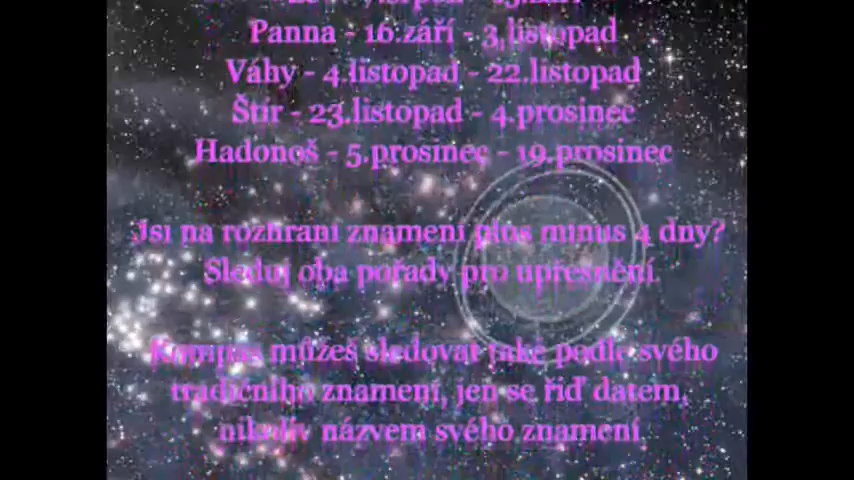 Panna - 16.září - 3.listopad
Váhy - 4.listopad - 22.listopad
Štír - 23.listopad - 4.prosinec
Hadonoš - 5.prosinec - 19.prosinec
Jsi na rozhraní znamení plus minus 4 dny?
Sleduj oba pořady pro upřesnění.
Kompas můžeš sledovat také podle svého
tradičního znamení, jen se řiď datem,
nikoliv názvem svého znamení.